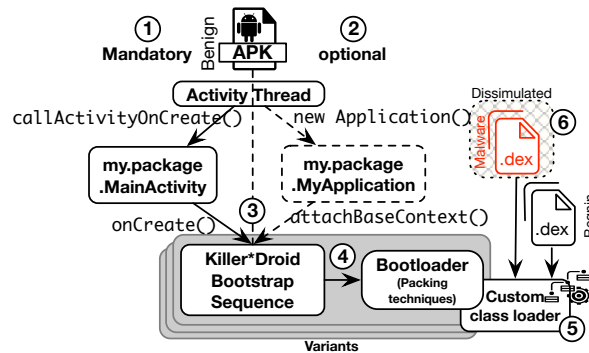 1
2
Mandatory
Benign
APK
optional
Activity Thread
Dissimulated
callActivityOnCreate()
new Application()
6
Malware
.dex
my.package
.MainActivity
my.package
.MyApplication
3
onCreate()
attachBaseContext()
.dex
Killer*Droid
Bootstrap
Sequence
4
Bootloader
(Packing
techniques)
Custom
class loader
5
Variants